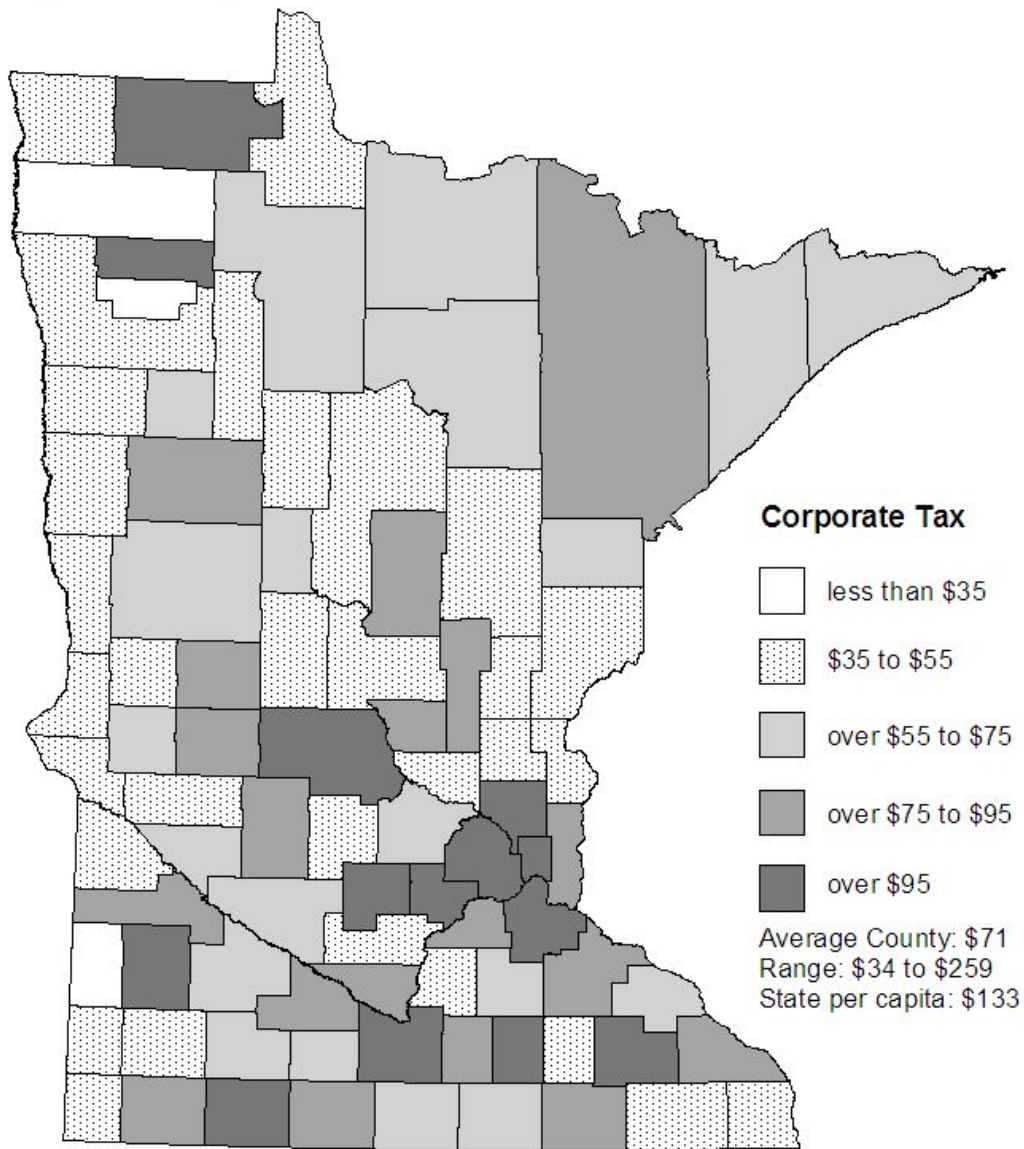 Corporate Tax
less than $35
$35 to $55
over $55 to $75
over $75 to $95
over $95
Average County: $71
Range: $34 to $259
State per capita: $133